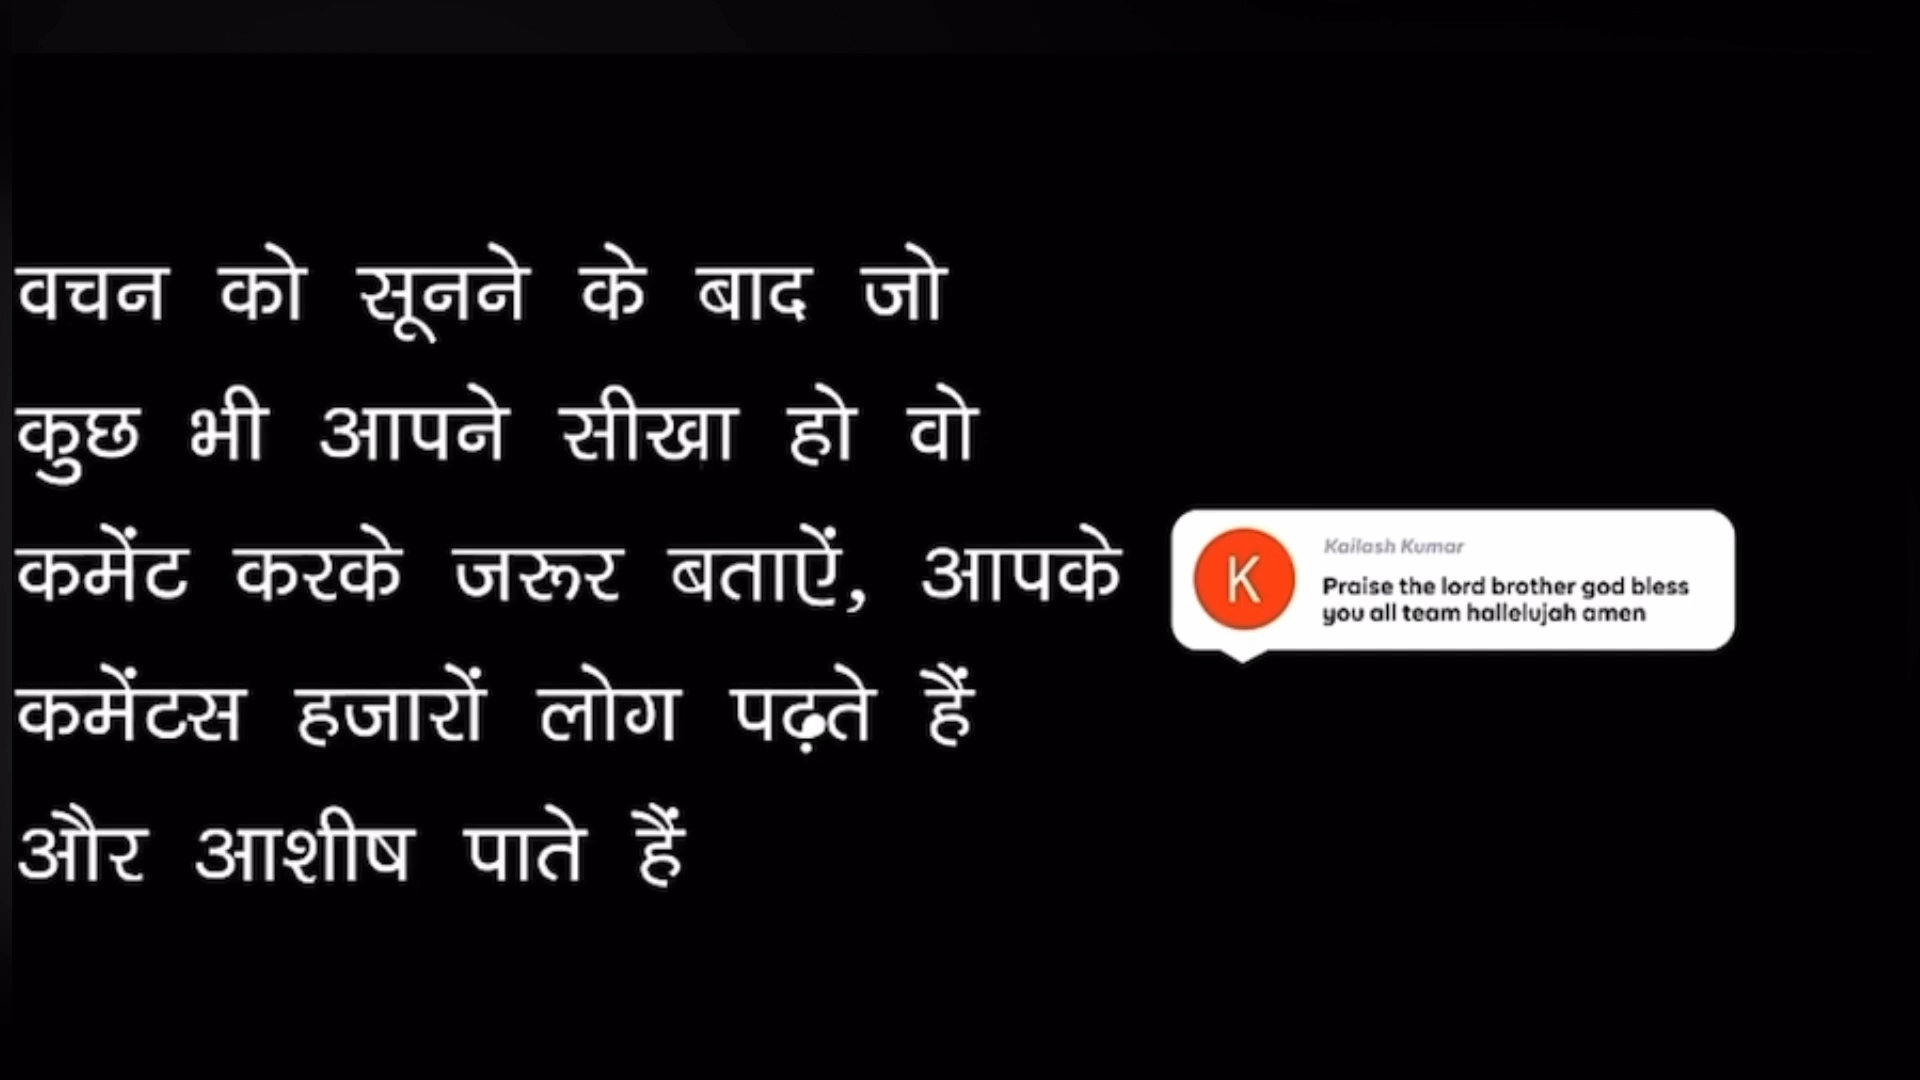 वचन को सूनने के बाद जो
कुछ भी आपने सीखा हो वो
कमेंट करके जरूर बताऐं, आपके
कमेंटस हजारों लोग पढ़ते हैं
और आशीष पाते हैं
K
Kailash Kumar
Praise the lord brother god bless
you all team hallelujah amen